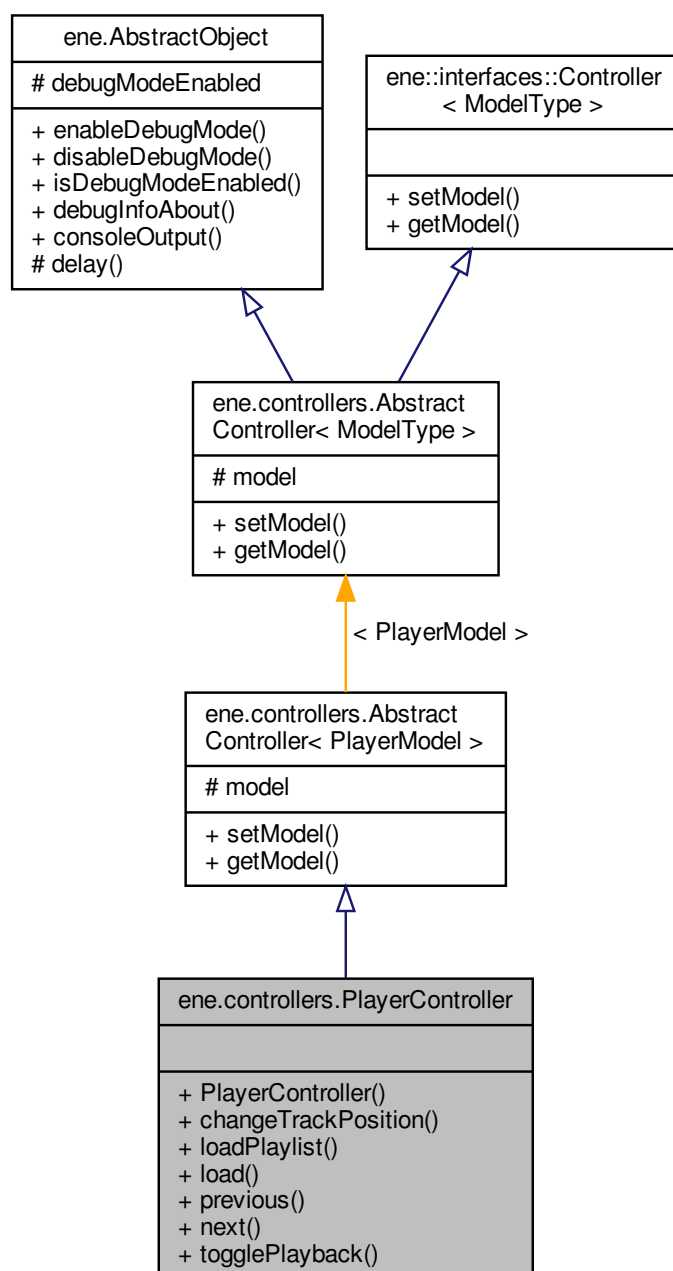 ene.AbstractObject
# debugModeEnabled
+ enableDebugMode()
+ disableDebugMode()
+ isDebugModeEnabled()
+ debugInfoAbout()
+ consoleOutput()
# delay()
ene::interfaces::Controller
< ModelType >
+ setModel()
+ getModel()
ene.controllers.Abstract
Controller< ModelType >
# model
+ setModel()
+ getModel()
< PlayerModel >
ene.controllers.Abstract
Controller< PlayerModel >
# model
+ setModel()
+ getModel()
ene.controllers.PlayerController
+ PlayerController()
+ changeTrackPosition()
+ loadPlaylist()
+ load()
+ previous()
+ next()
+ togglePlayback()